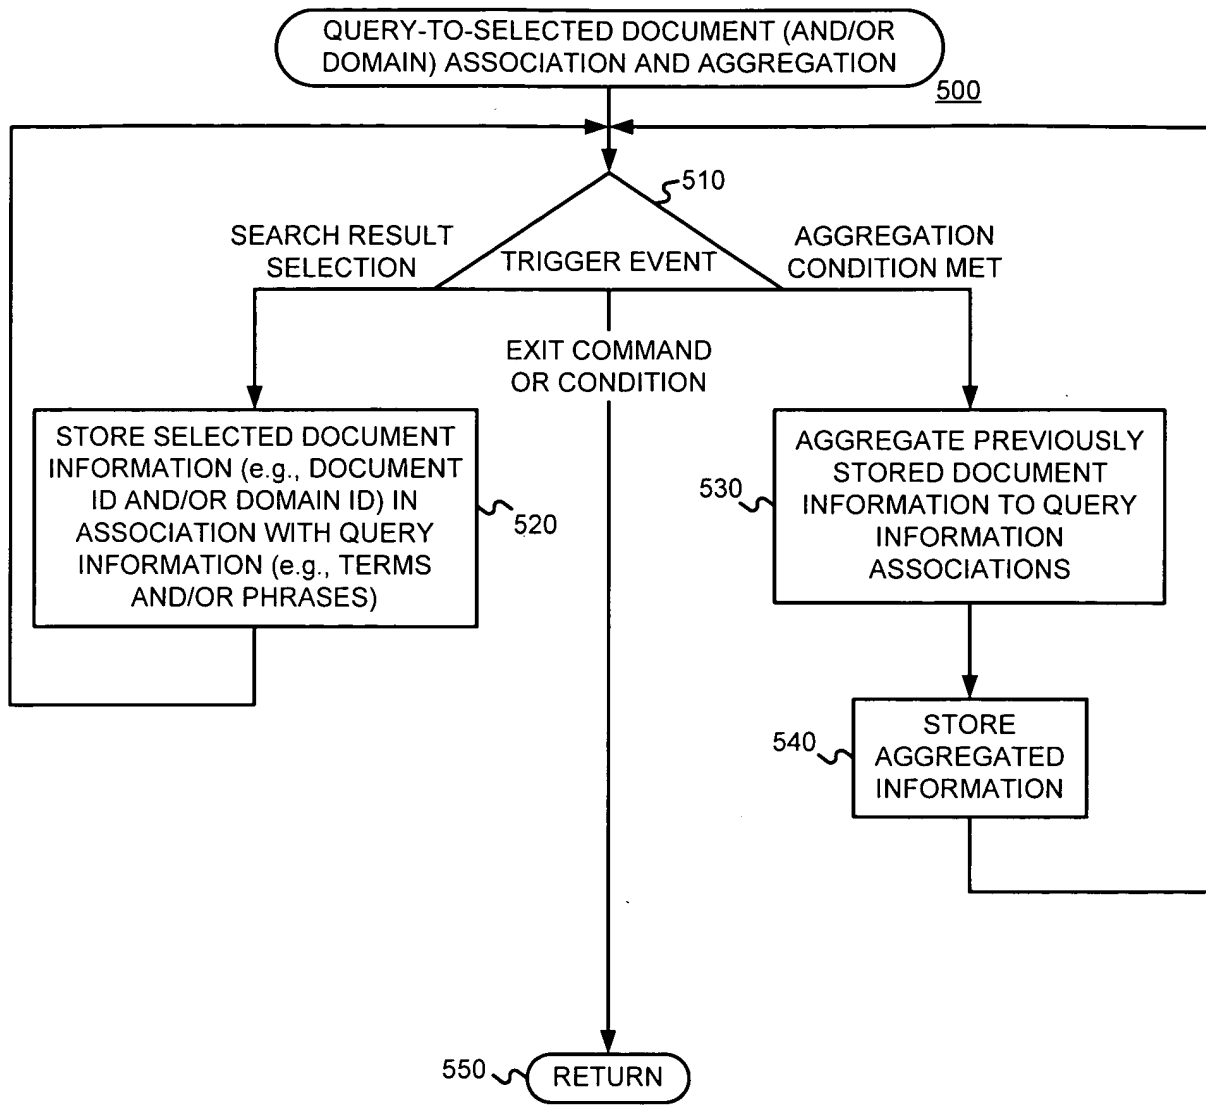 QUERY-TO-SELECTED DOCUMENT (AND/OR
DOMAIN) ASSOCIATION AND AGGREGATION
500
510
SEARCH RESULT
SELECTION
TRIGGER EVENT
AGGREGATION
CONDITION MET
EXIT COMMAND
OR CONDITION
STORE SELECTED DOCUMENT
INFORMATION (e.g., DOCUMENT
ID AND/OR DOMAIN ID) IN
ASSOCIATION WITH QUERY
INFORMATION (e.g., TERMS
AND/OR PHRASES)
520
530
AGGREGATE PREVIOUSLY
STORED DOCUMENT
INFORMATION TO QUERY
INFORMATION
ASSOCIATIONS
540
STORE
AGGREGATED
INFORMATION
550
RETURN